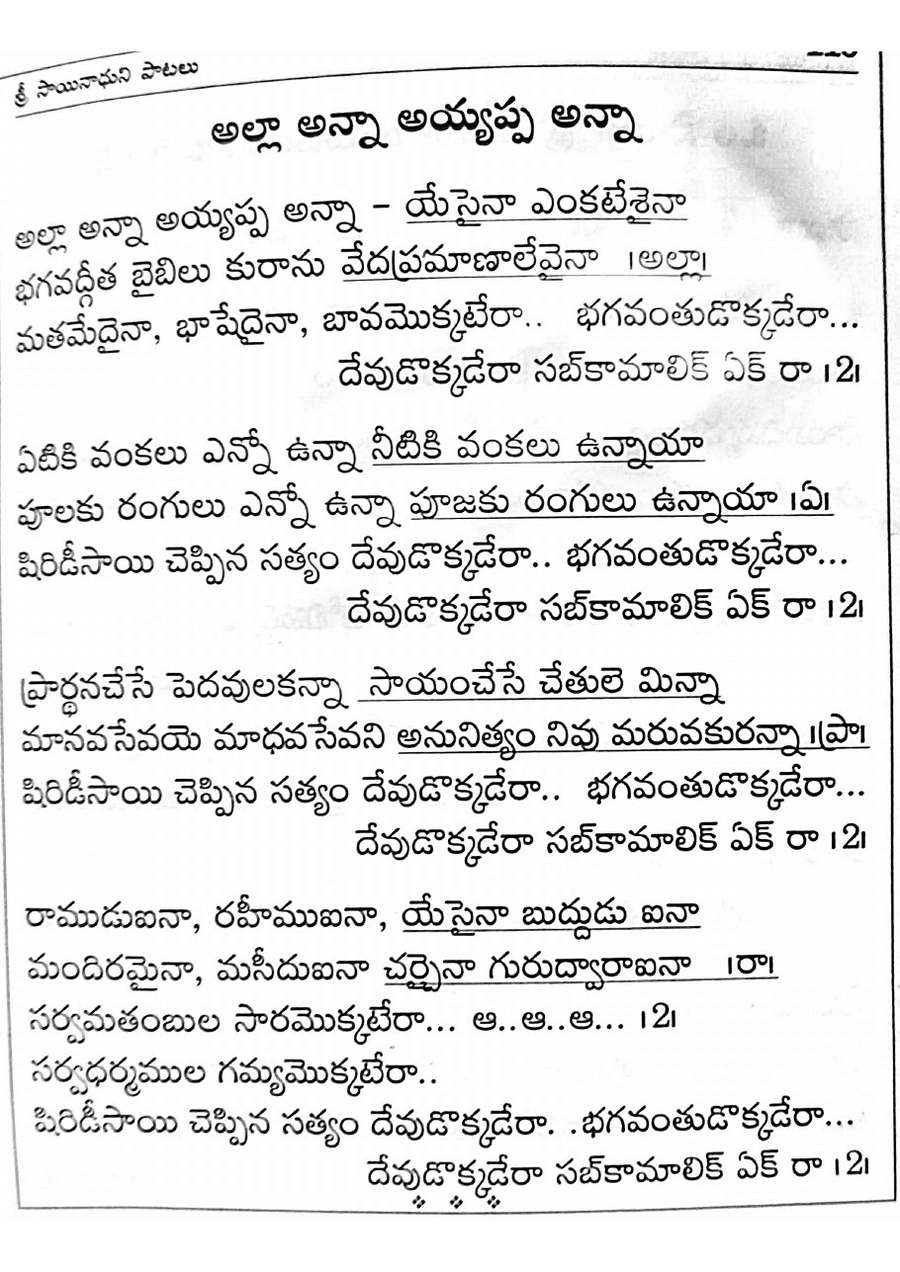 శ్రీ సాయినాధుని పాటలు
అల్లా అన్నా అయ్యప్ప అన్నా
అల్లా అన్నా అయ్యప్ప అన్నా – యేసైనా ఎంకటేశైనా
భగవద్గీత బైబిలు కురాను వేదప్రమాణాలేవైనా ।అల్లా।
మతమేదైనా, భాషేదైనా, బావమొక్కటేరా.. భగవంతుడొక్కడేరా...
దేవుడొక్కడేరా సబ్‌కామాలిక్ ఏక్ రా ।2।
ఏటికి వంకలు ఎన్నో ఉన్నా నీటికి వంకలు ఉన్నాయా
పూలకు రంగులు ఎన్నో ఉన్నా పూజకు రంగులు ఉన్నాయా ।ఏ।
షిరిడీసాయి చెప్పిన సత్యం దేవుడొక్కడేరా.. భగవంతుడొక్కడేరా...
దేవుడొక్కడేరా సబ్‌కామాలిక్ ఏక్ రా ।2।
ప్రార్థనచేసే పెదవులకన్నా సాయంచేసే చేతులె మిన్నా
మానవసేవయె మాధవసేవని అనునిత్యం నివు మరువకురన్నా ।ప్రా।
షిరిడీసాయి చెప్పిన సత్యం దేవుడొక్కడేరా.. భగవంతుడొక్కడేరా...
దేవుడొక్కడేరా సబ్‌కామాలిక్ ఏక్ రా ।2।
రాముడుఐనా, రహీముఐనా, యేసైనా బుద్దుడు ఐనా
మందిరమైనా, మసీదుఐనా చర్చైనా గురుద్వారాఐనా ।రా।
సర్వమతంబుల సారమొక్కటేరా... ఆ..ఆ..ఆ... ।2।
సర్వధర్మముల గమ్యమొక్కటేరా..
షిరిడీసాయి చెప్పిన సత్యం దేవుడొక్కడేరా. .భగవంతుడొక్కడేరా...
దేవుడొక్కడేరా సబ్‌కామాలిక్ ఏక్ రా ।2।